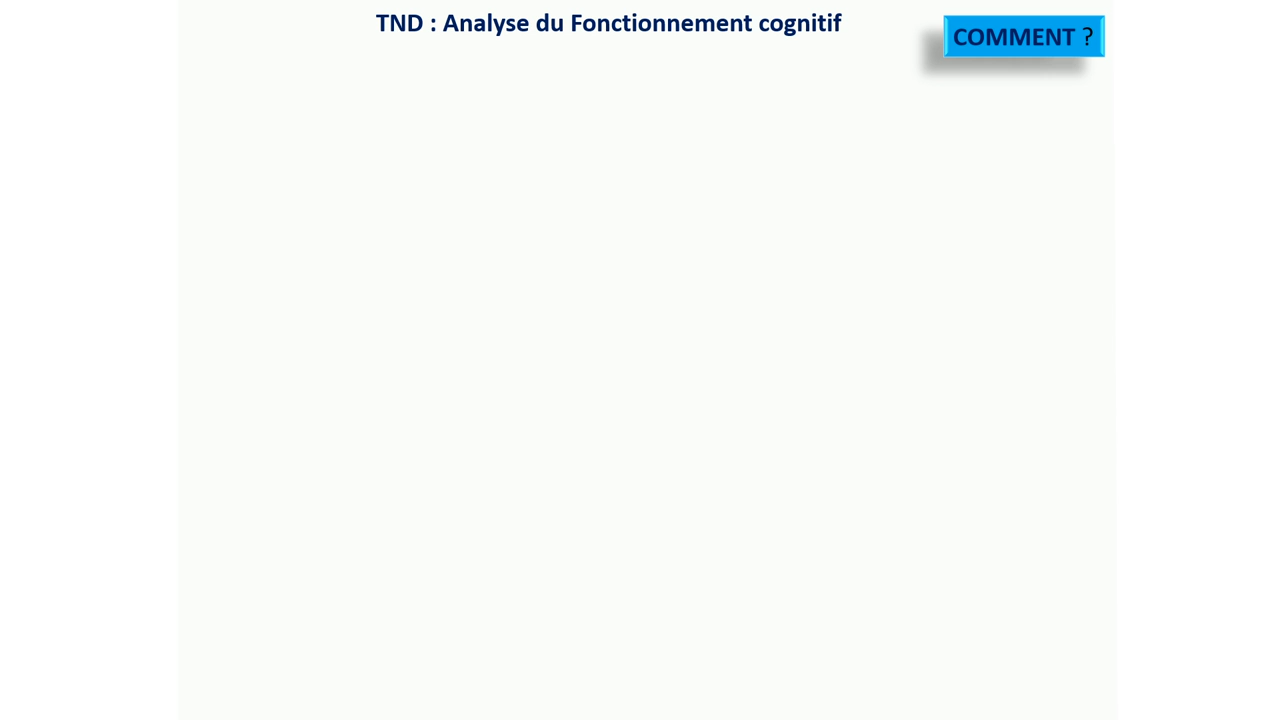 TND : Analyse du Fonctionnement cognitif
COMMENT ?